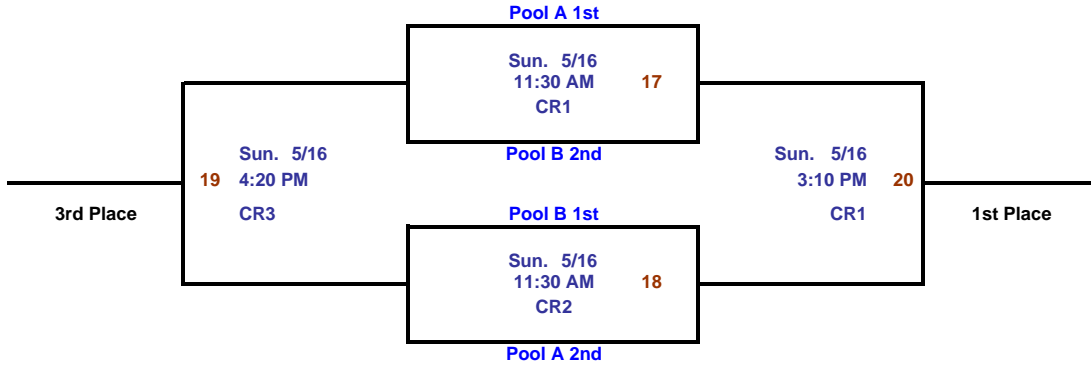 Pool A 1st
Sun. 5/16
11:30 AM 17
CR1
Pool B 2nd
Sun. 5/16
19 4:20 PM
CR3
3rd Place
Sun. 5/16
3:10 PM 20
CR1
1st Place
Pool B 1st
Sun. 5/16
11:30 AM 18
CR2
Pool A 2nd